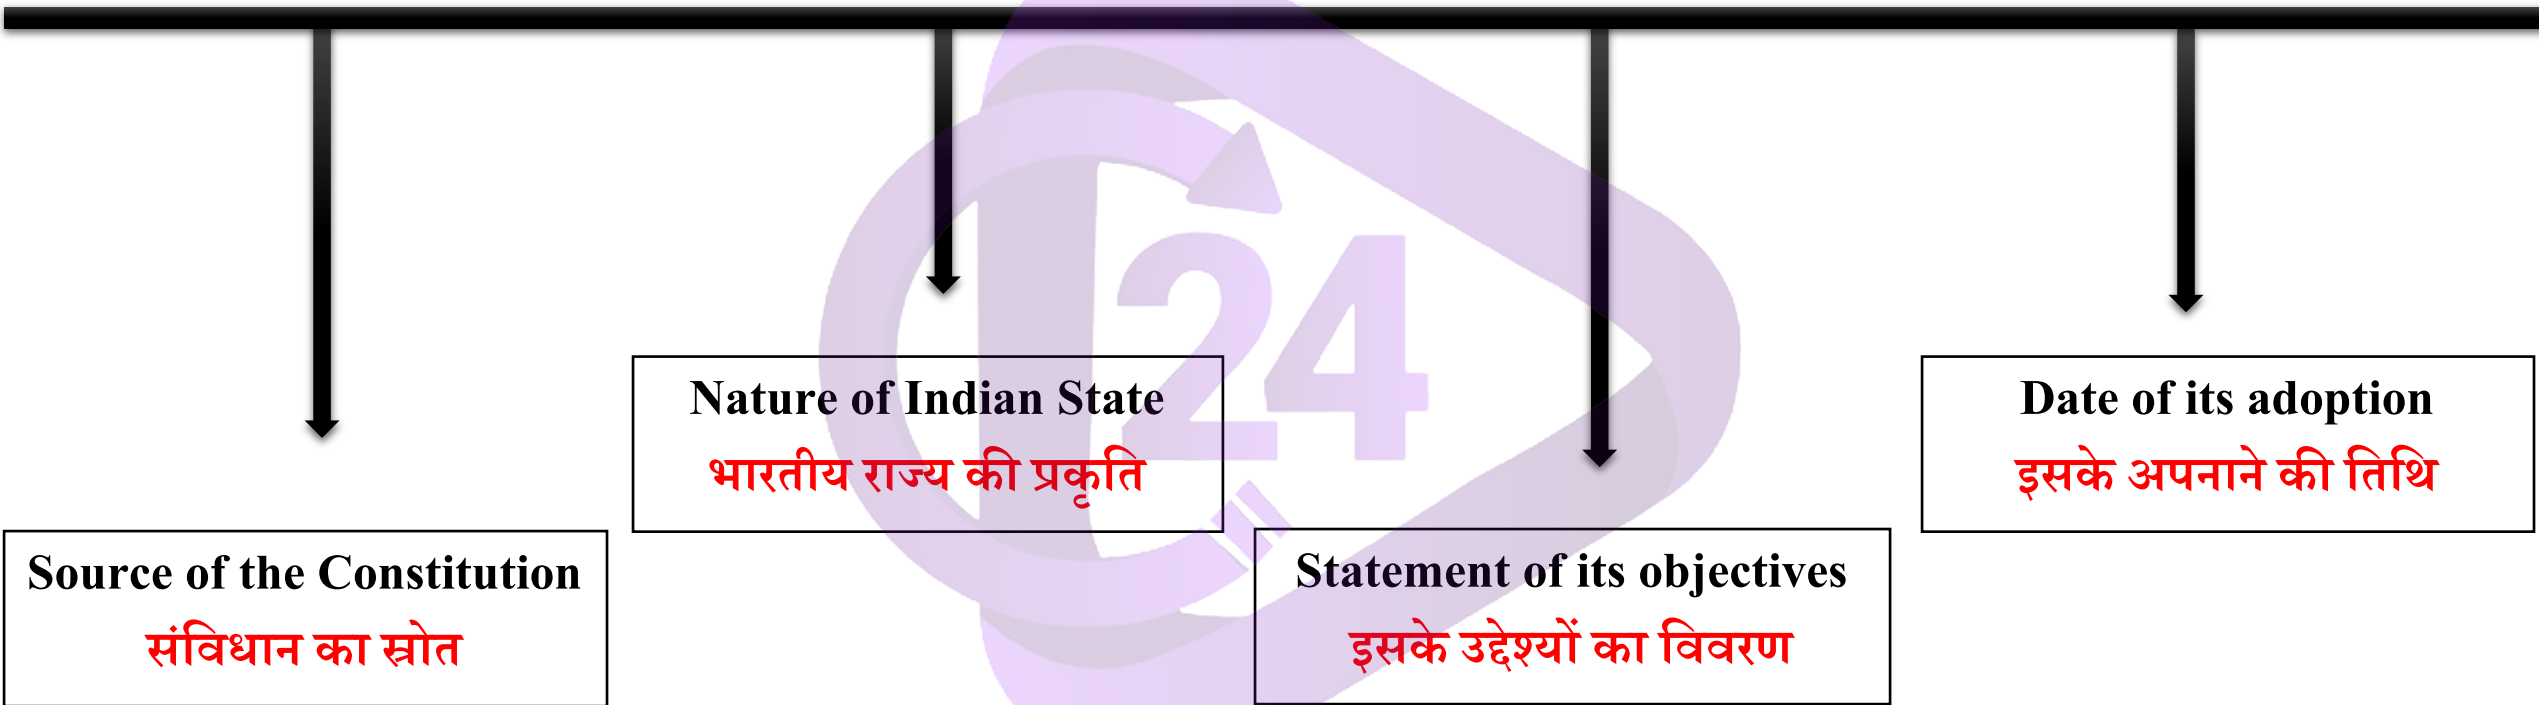 Nature of Indian State
भारतीय राज्य की प्रकृति
Date of its adoption
इसके अपनाने की तिथि
Source of the Constitution
संविधान का स्रोत
Statement of its objectives
इसके उद्देश्यों का विवरण
24